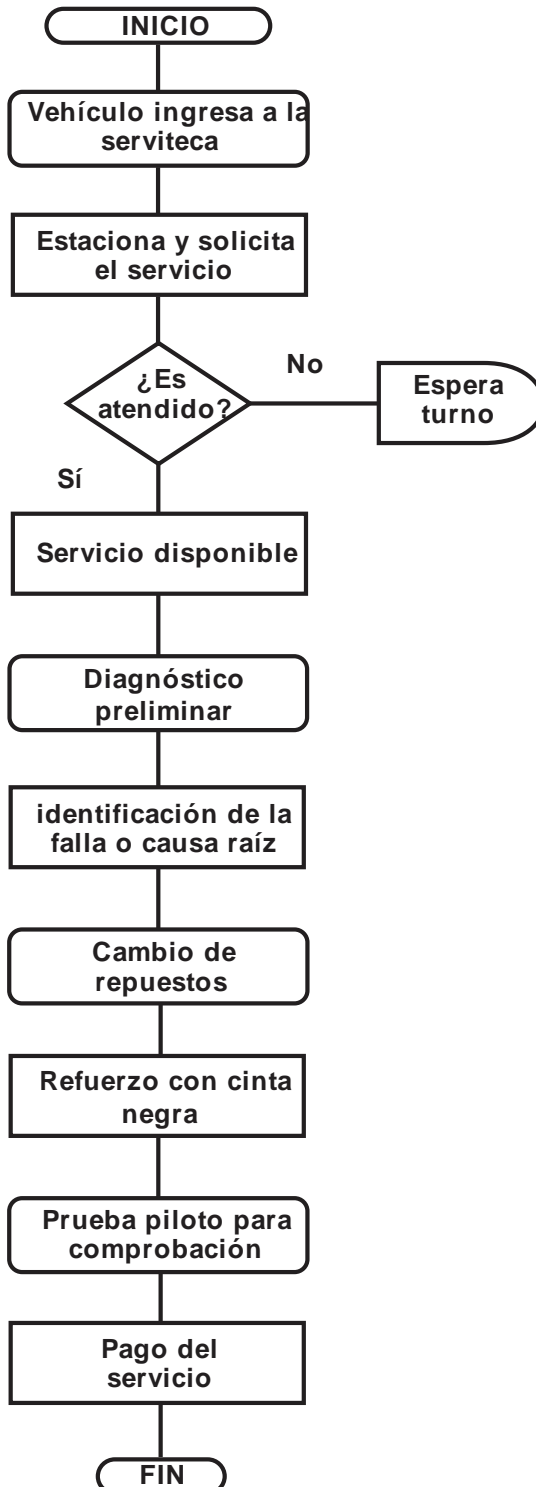 INICIO
Vehículo ingresa a la
serviteca
Estaciona y solicita
el servicio
¿Es
atendido?
No
Espera
turno
Sí
Servicio disponible
Diagnóstico
preliminar
identificación de la
falla o causa raíz
Cambio de
repuestos
Refuerzo con cinta
negra
Prueba piloto para
comprobación
Pago del
servicio
FIN